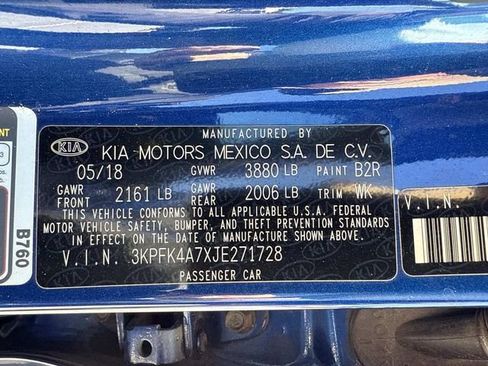 MANUFACTURED BY
KIA KIA MOTORS MEXICO S.A. DE C.V.
05/18 GVWR 3880 LB PAINT B2R
GAWR FRONT 2161 LB GAWR REAR 2006 LB TRIM WK
THIS VEHICLE CONFORMS TO ALL APPLICABLE U.S.A. FEDERAL
MOTOR VEHICLE SAFETY, BUMPER, AND THEFT PREVENTION STANDARDS
IN EFFECT ON THE DATE OF MANUFACTURE SHOWN ABOVE.
V.I.N. 3KPFK4A7XJE271728
PASSENGER CAR
B760
V.I.N.